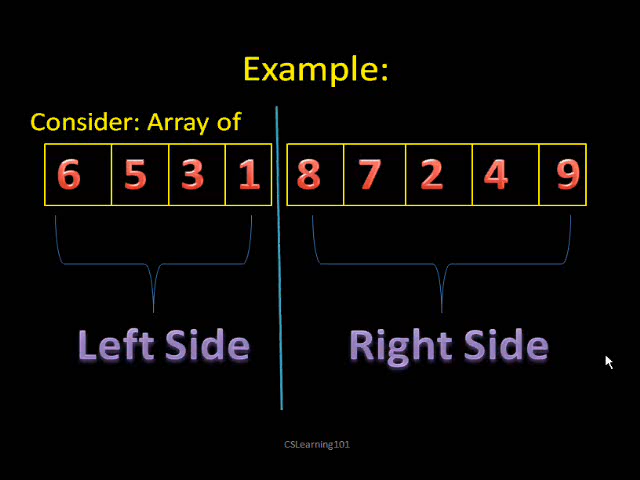 Example:
Consider: Array of
6 5 3 1 8 7 2 4 9
Left Side Right Side
CSLearning101